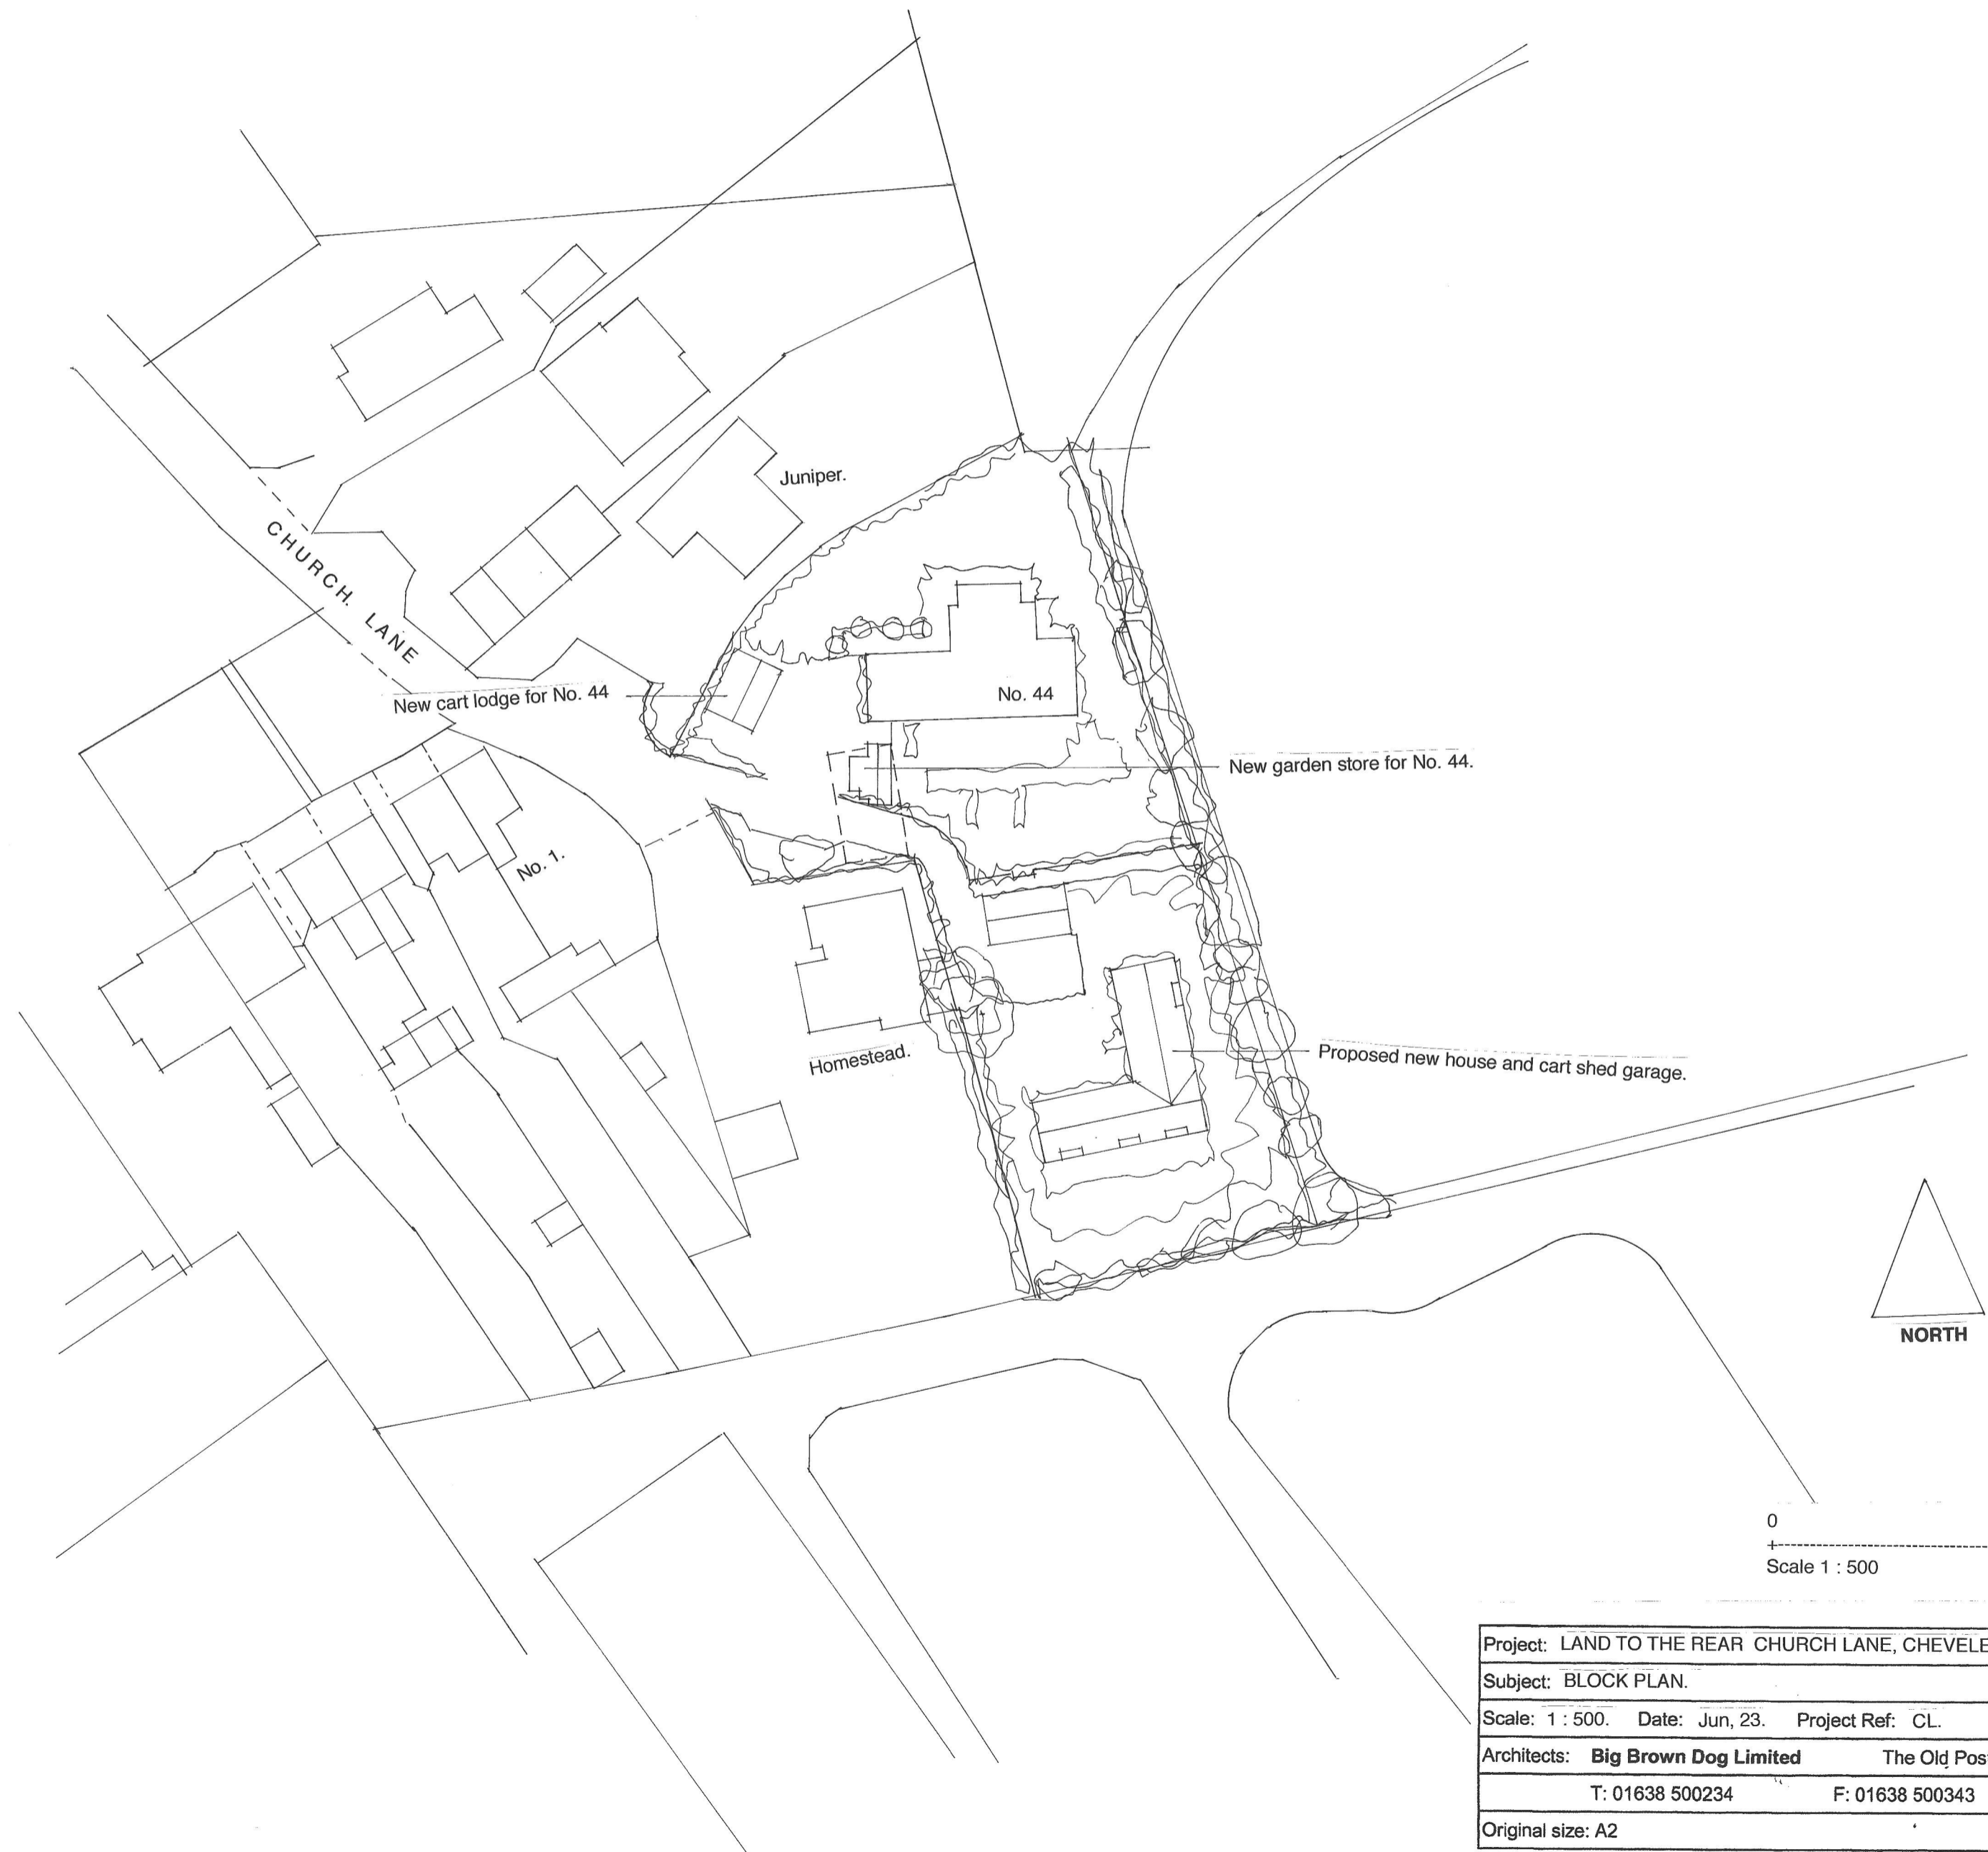 Juniper.
CHURCH. LANE
New cart lodge for No. 44
No. 44
New garden store for No. 44.
No. 1.
Homestead.
Proposed new house and cart shed garage.
NORTH
0
Scale 1 : 500
Project: LAND TO THE REAR CHURCH LANE, CHEVELE
Subject: BLOCK PLAN.
Scale: 1 : 500. Date: Jun, 23. Project Ref: CL.
Architects: Big Brown Dog Limited The Old Pos
T: 01638 500234 F: 01638 500343
Original size: A2